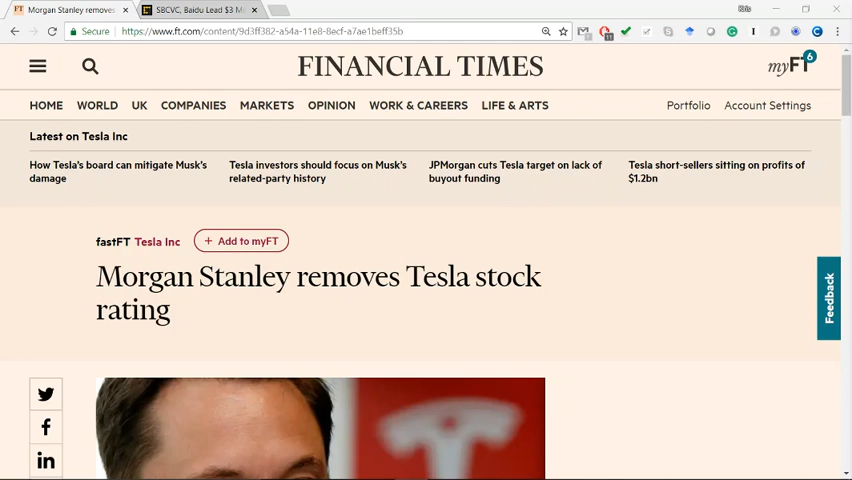 Morgan Stanley removes
SBCVC, Baidu Lead $3 M
Secure https://www.ft.com/content/9d3ff382-a54a-11e8-8ecf-a7ae1beff35b
11
FINANCIAL TIMES
myFT 6
HOME WORLD UK COMPANIES MARKETS OPINION WORK & CAREERS LIFE & ARTS Portfolio Account Settings
Latest on Tesla Inc
How Tesla's board can mitigate Musk's
damage
Tesla investors should focus on Musk's
related-party history
JPMorgan cuts Tesla target on lack of
buyout funding
Tesla short-sellers sitting on profits of
$1.2bn
fastFT Tesla Inc + Add to myFT
Morgan Stanley removes Tesla stock
rating
Feedback